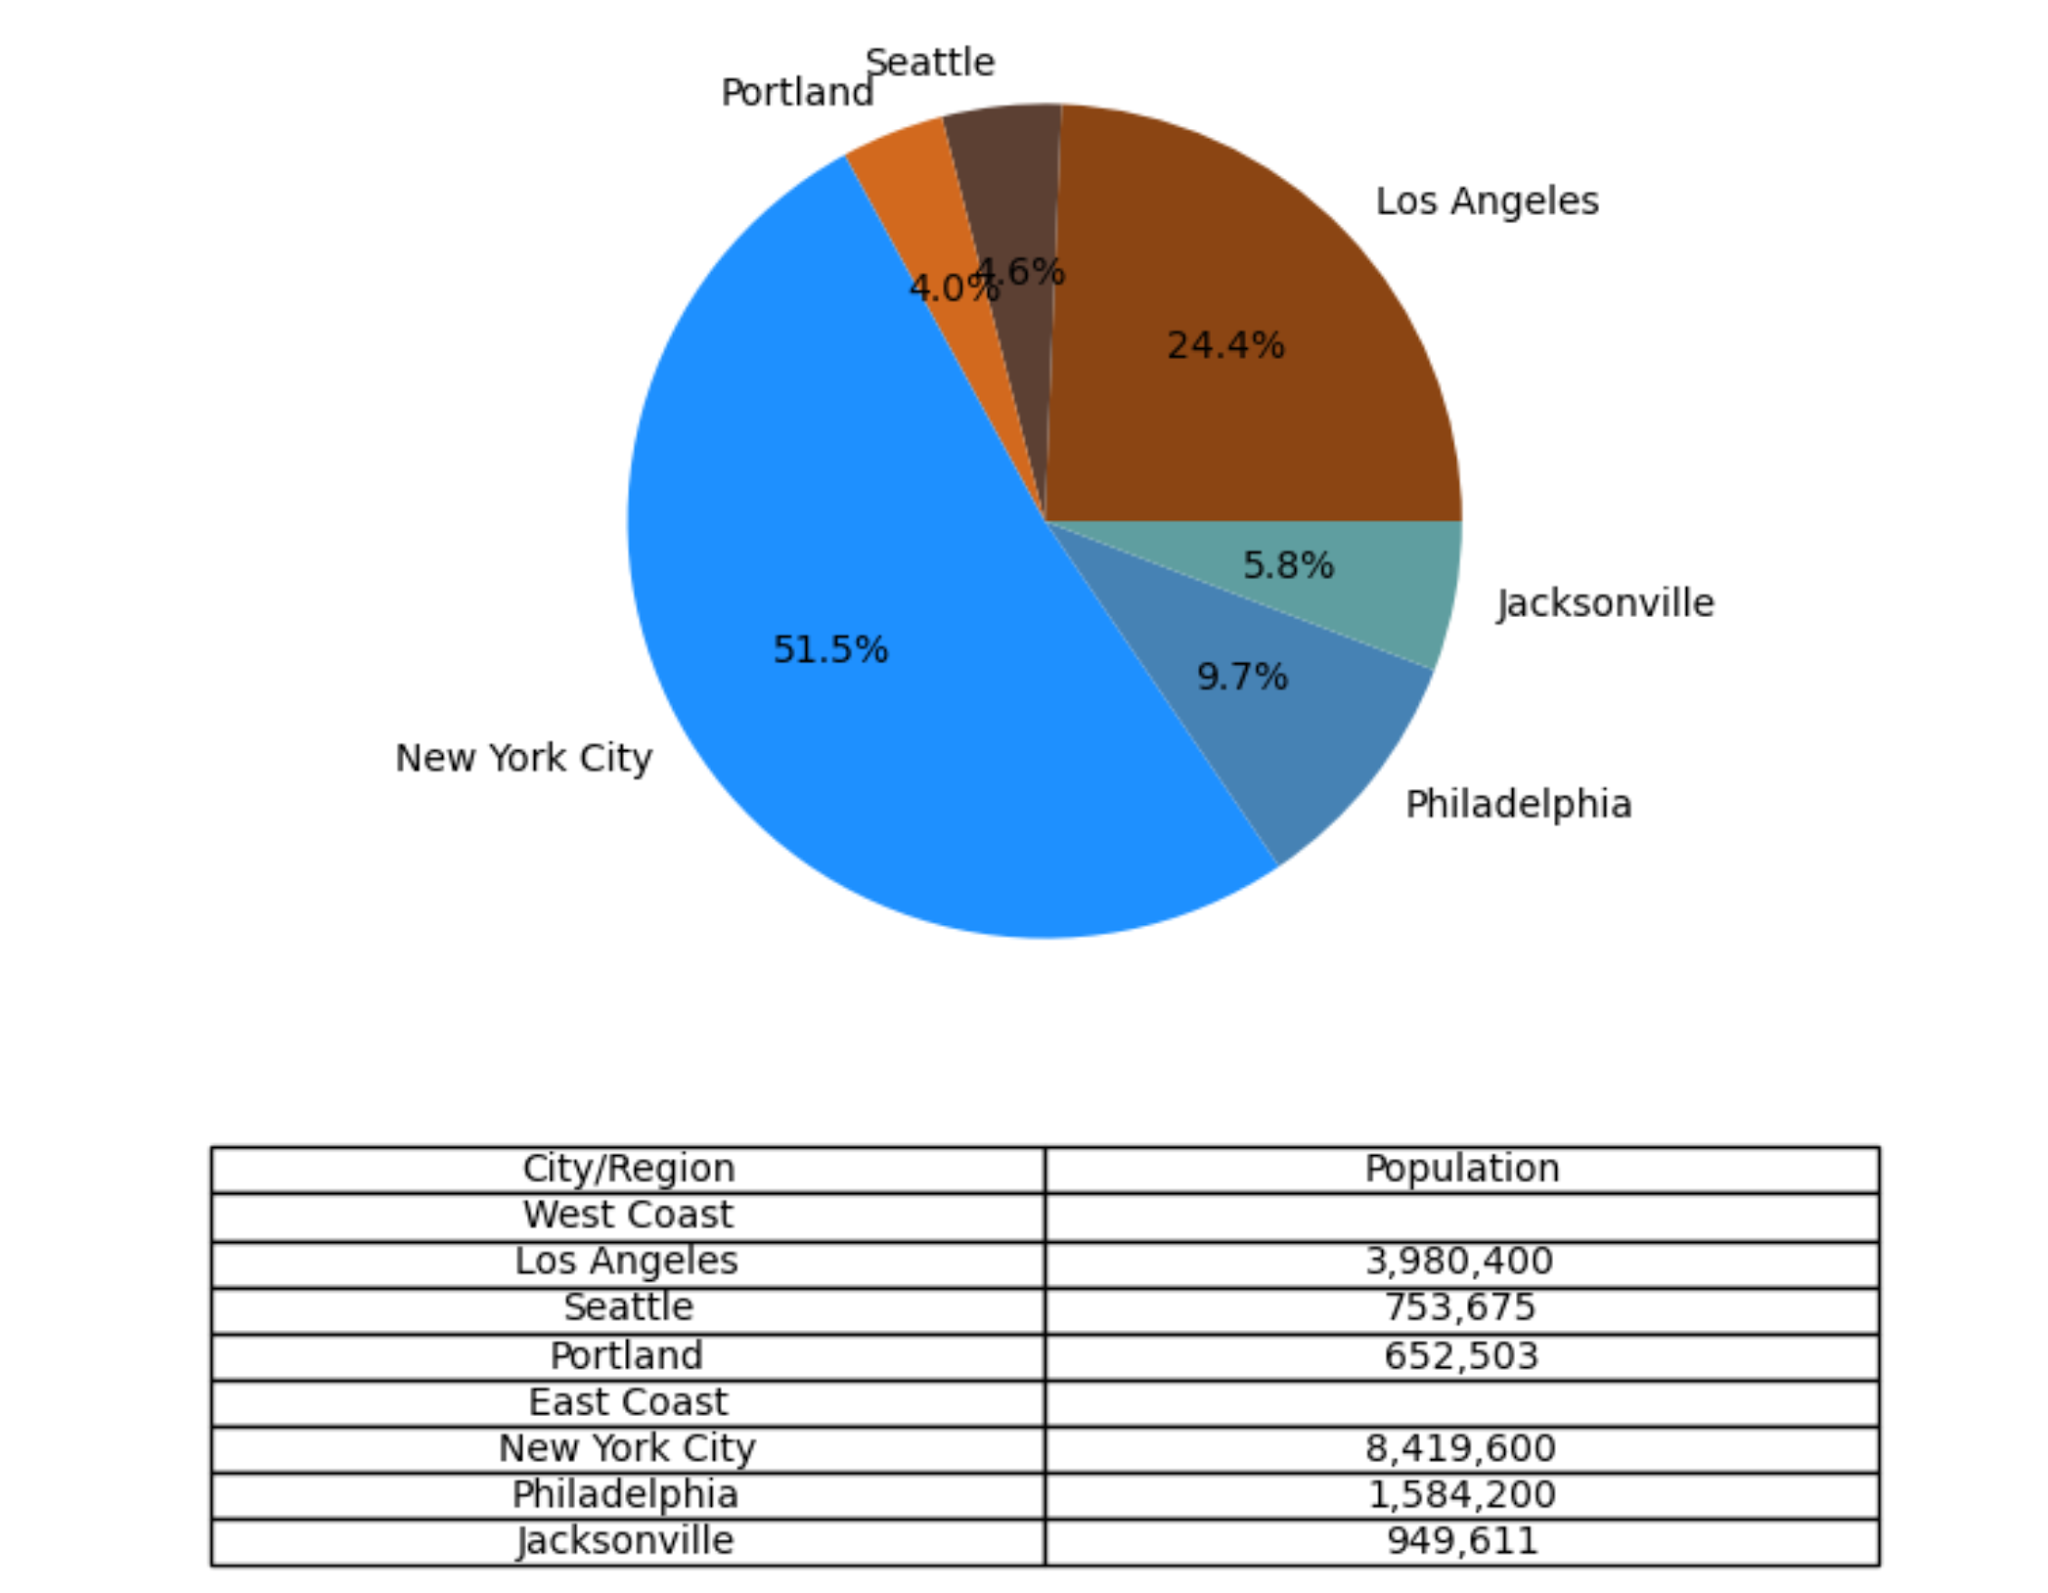 Seattle
Portland
Los Angeles
4.6%
4.0%
24.4%
5.8%
Jacksonville
51.5%
9.7%
New York City
Philadelphia
City/Region Population
West Coast
Los Angeles 3,980,400
Seattle 753,675
Portland 652,503
East Coast
New York City 8,419,600
Philadelphia 1,584,200
Jacksonville 949,611